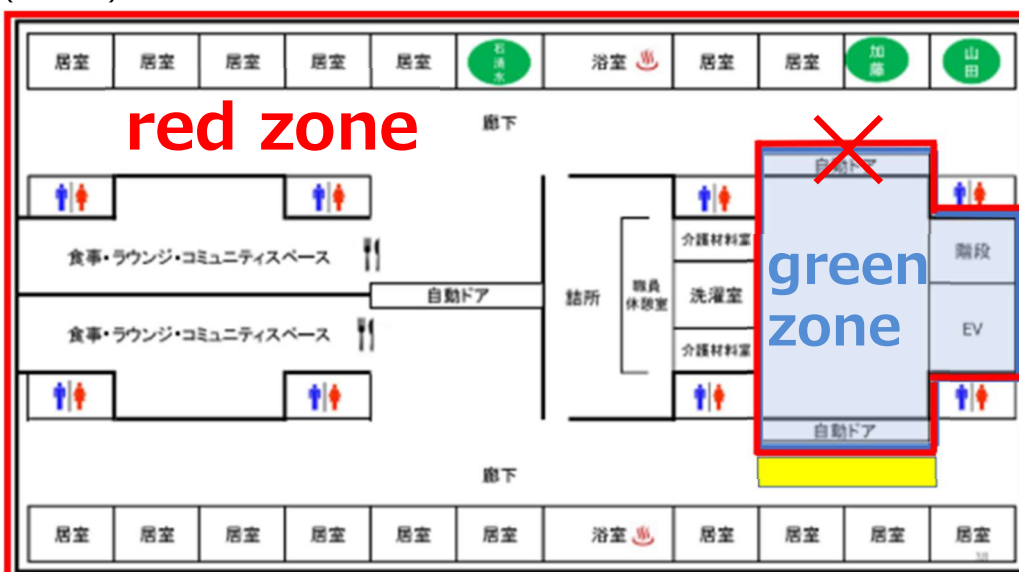 居室 居室 居室 居室 居室 石清水 浴室 居室 居室 加藤 山田
red zone
廊下
自動ドア
食事・ラウンジ・コミュニティスペース
介護材料室
階段
green
zone
自動ドア
詰所
職員
休憩室
洗濯室
食事・ラウンジ・コミュニティスペース
EV
介護材料室
自動ドア
廊下
居室 居室 居室 居室 居室 居室 浴室 居室 居室 居室 居室